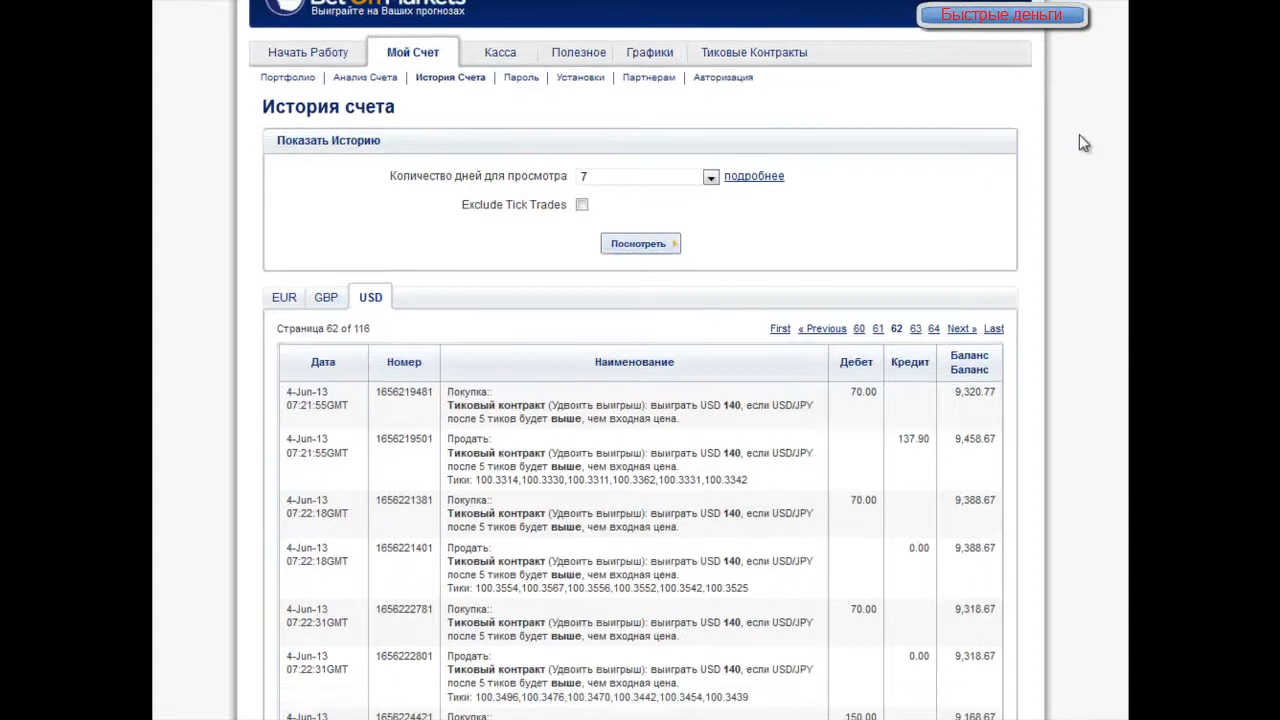 Bet On Markets
Выиграйте на Ваших прогнозах
Быстрые деньги
Начать Работу
Мой Счет
Касса
Полезное
Графики
Тиковые Контракты
Портфолио
Анализ Счета
История Счета
Пароль
Установки
Партнерам
Авторизация
История счета
Показать Историю
Количество дней для просмотра 7 подробнее
Exclude Tick Trades
Посмотреть
EUR GBP USD
Страница 62 of 116
First « Previous 60 61 62 63 64 Next » Last
Дата Номер Наименование Дебет Кредит Баланс
Баланс
4-Jun-13 1656219481 Покупка:: 70.00 9,320.77
07:21:55GMT Тиковый контракт (Удвоить выигрыш): выиграть USD 140, если USD/JPY
после 5 тиков будет выше, чем входная цена.
4-Jun-13 1656219501 Продать: 137.90 9,458.67
07:21:55GMT Тиковый контракт (Удвоить выигрыш): выиграть USD 140, если USD/JPY
после 5 тиков будет выше, чем входная цена.
Тики: 100.3314,100.3330,100.3311,100.3362,100.3331,100.3342
4-Jun-13 1656221381 Покупка:: 70.00 9,388.67
07:22:18GMT Тиковый контракт (Удвоить выигрыш): выиграть USD 140, если USD/JPY
после 5 тиков будет выше, чем входная цена.
4-Jun-13 1656221401 Продать: 0.00 9,388.67
07:22:18GMT Тиковый контракт (Удвоить выигрыш): выиграть USD 140, если USD/JPY
после 5 тиков будет выше, чем входная цена.
Тики: 100.3554,100.3567,100.3556,100.3552,100.3542,100.3525
4-Jun-13 1656222781 Покупка:: 70.00 9,318.67
07:22:31GMT Тиковый контракт (Удвоить выигрыш): выиграть USD 140, если USD/JPY
после 5 тиков будет выше, чем входная цена.
4-Jun-13 1656222801 Продать: 0.00 9,318.67
07:22:31GMT Тиковый контракт (Удвоить выигрыш): выиграть USD 140, если USD/JPY
после 5 тиков будет выше, чем входная цена.
Тики: 100.3496,100.3476,100.3470,100.3442,100.3454,100.3439
4-Jun-13 1656224421 Покупка:: 150.00 9,168.67